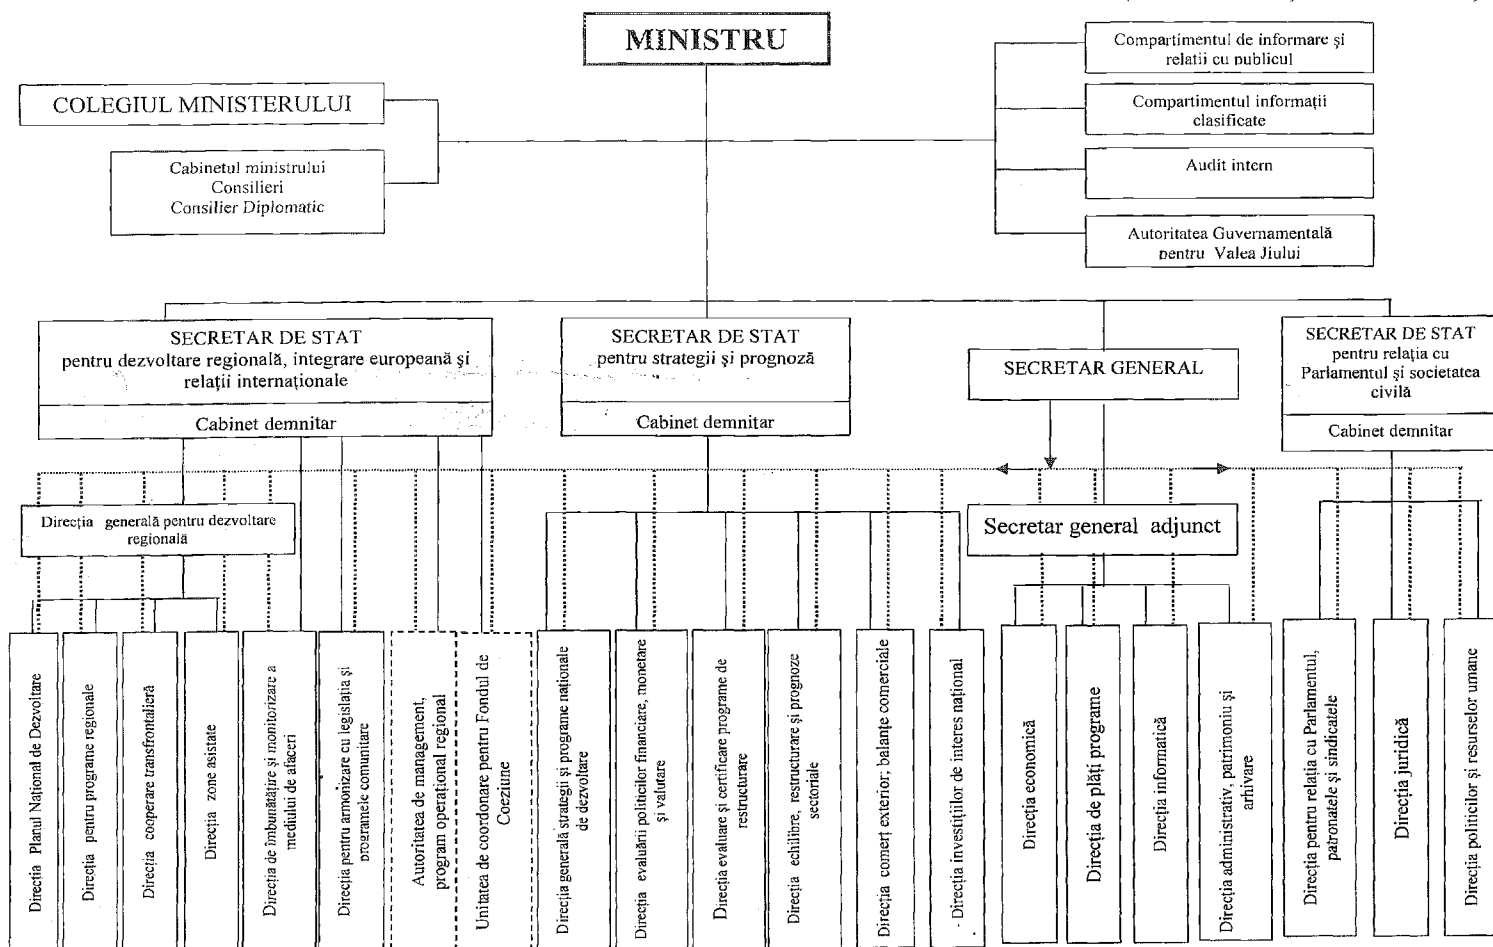 MINISTRU
COLEGIUL MINISTERULUI
Cabinetul ministrului
Consilieri
Consilier Diplomatic
Compartimentul de informare şi
relatii cu publicul
Compartimentul informaţii
clasificate
Audit intern
Autoritatea Guvernamentală
pentru Valea Jiului
SECRETAR DE STAT
pentru dezvoltare regională, integrare europeană şi
relaţii internaţionale
Cabinet demnitar
SECRETAR DE STAT
pentru strategii şi prognoză
Cabinet demnitar
SECRETAR GENERAL
SECRETAR DE STAT
pentru relaţia cu
Parlamentul şi societatea
civilă
Cabinet demnitar
Direcţia generală pentru dezvoltare
regională
Secretar general adjunct
Direcţia Planul Naţional de Dezvoltare
Direcţia pentru programe regionale
Direcţia cooperare transfrontalieră
Direcţia zone asistate
Direcţia de îmbunătăţire şi monitorizare a
mediului de afaceri
Direcţia pentru armonizare cu legislaţia şi
programele comunitare
Autoritatea de management,
program operaţional regional
Unitatea de coordonare pentru Fondul de
Coeziune
Direcţia generală strategii şi programe naţionale
de dezvoltare
Direcţia evaluării politicilor financiare, monetare
şi valutare
Direcţia evaluare şi certificare programe de
restructurare
Direcţia echilibre, restructurare şi prognoze
sectoriale
Direcţia comerţ exterior; balanţe comerciale
Direcţia investiţiilor de interes naţional
Direcţia economică
Direcţia de plăţi programe
Direcţia informatică
Direcţia administrativ, patrimoniu şi
arhivare
Direcţia pentru relaţia cu Parlamentul,
patronatele şi sindicatele
Direcţia juridică
Direcţia politicilor şi resurselor umane